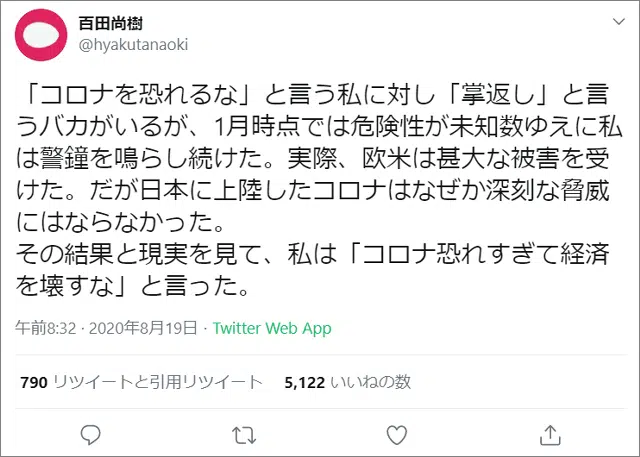 百田尚樹
@hyakutanaoki
「コロナを恐れるな」と言う私に対し「掌返し」と言
うバカがいるが、1月時点では危険性が未知数ゆえに私
は警鐘を鳴らし続けた。実際、欧米は甚大な被害を受
けた。だが日本に上陸したコロナはなぜか深刻な脅威
にはならなかった。
その結果と現実を見て、私は「コロナ恐れすぎて経済
を壊すな」と言った。
午前8:32 · 2020年8月19日 · Twitter Web App
790 リツイートと引用リツイート 5,122 いいねの数